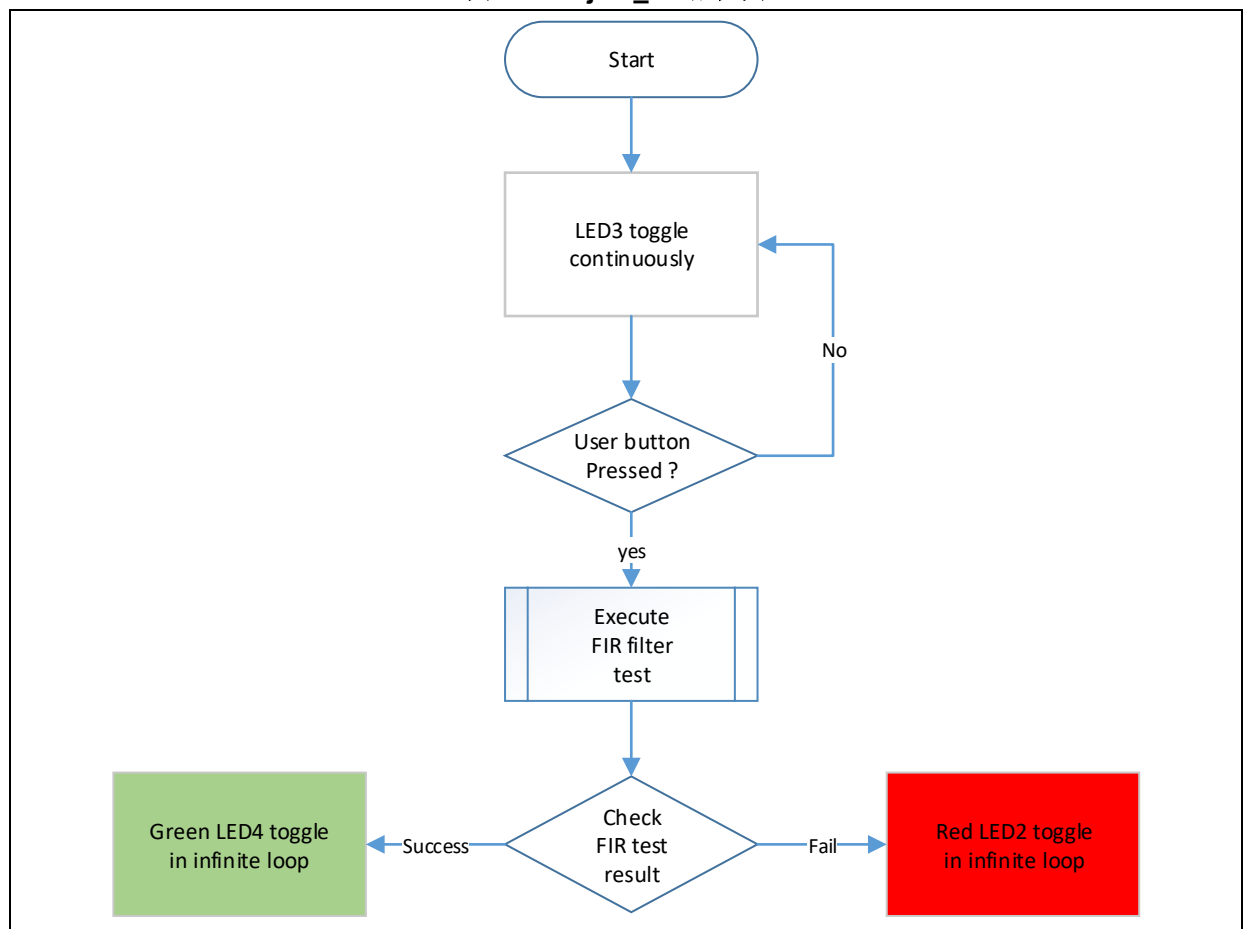 Start
LED3 toggle
continuously
No
User button
Pressed ?
yes
Execute
FIR filter
test
Check
FIR test
result
Success
Fail
Green LED4 toggle
in infinite loop
Red LED2 toggle
in infinite loop